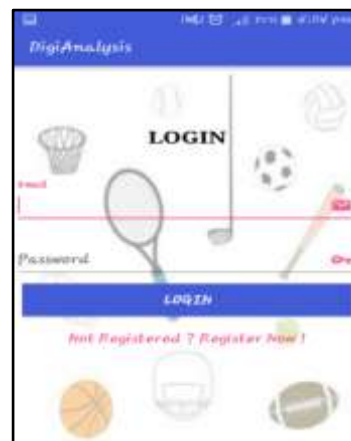 DigiAnalysis
LOGIN
Email
Password
LOGIN
Not Registered ? Register Now !